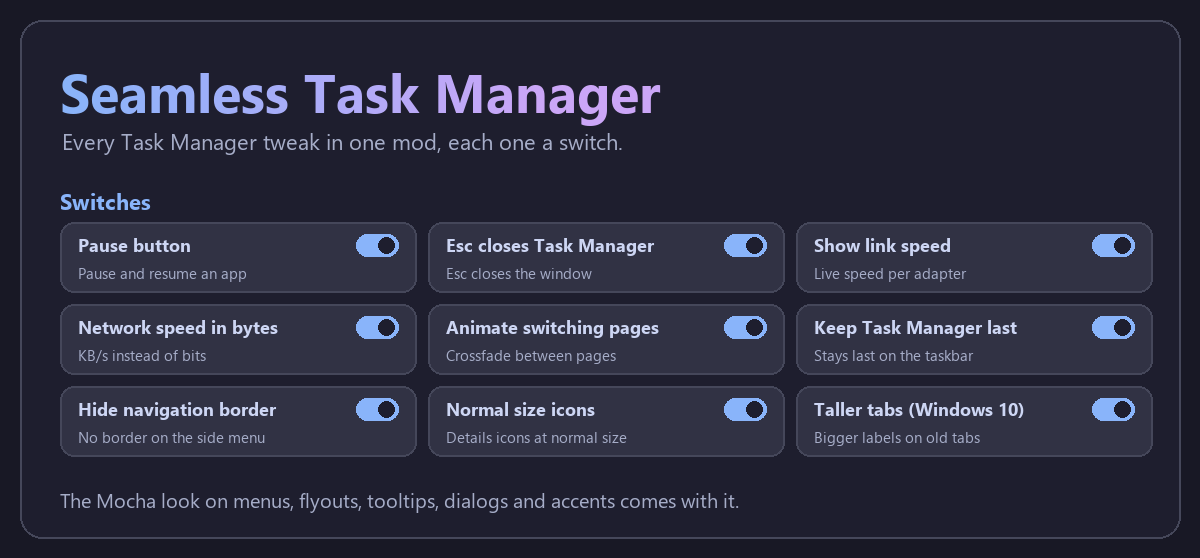 Seamless Task Manager
Every Task Manager tweak in one mod, each one a switch.
Switches
Pause button
Pause and resume an app
Esc closes Task Manager
Esc closes the window
Show link speed
Live speed per adapter
Network speed in bytes
KB/s instead of bits
Animate switching pages
Crossfade between pages
Keep Task Manager last
Stays last on the taskbar
Hide navigation border
No border on the side menu
Normal size icons
Details icons at normal size
Taller tabs (Windows 10)
Bigger labels on old tabs
The Mocha look on menus, flyouts, tooltips, dialogs and accents comes with it.